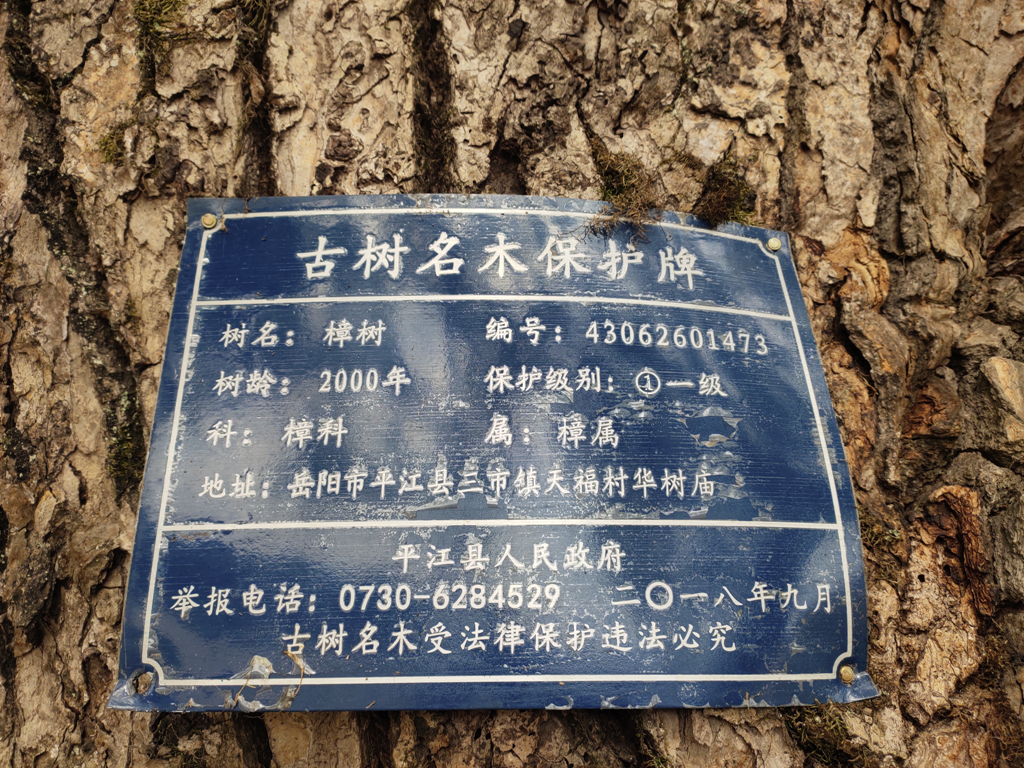 古树名木保护牌
树名：樟树 编号：43062601473
树龄：2000年 保护级别：①一级
科：樟科 属：樟属
地址：岳阳市平江县三市镇天福村华树庙
平江县人民政府
举报电话：0730-6284529 二〇一八年九月
古树名木受法律保护违法必究